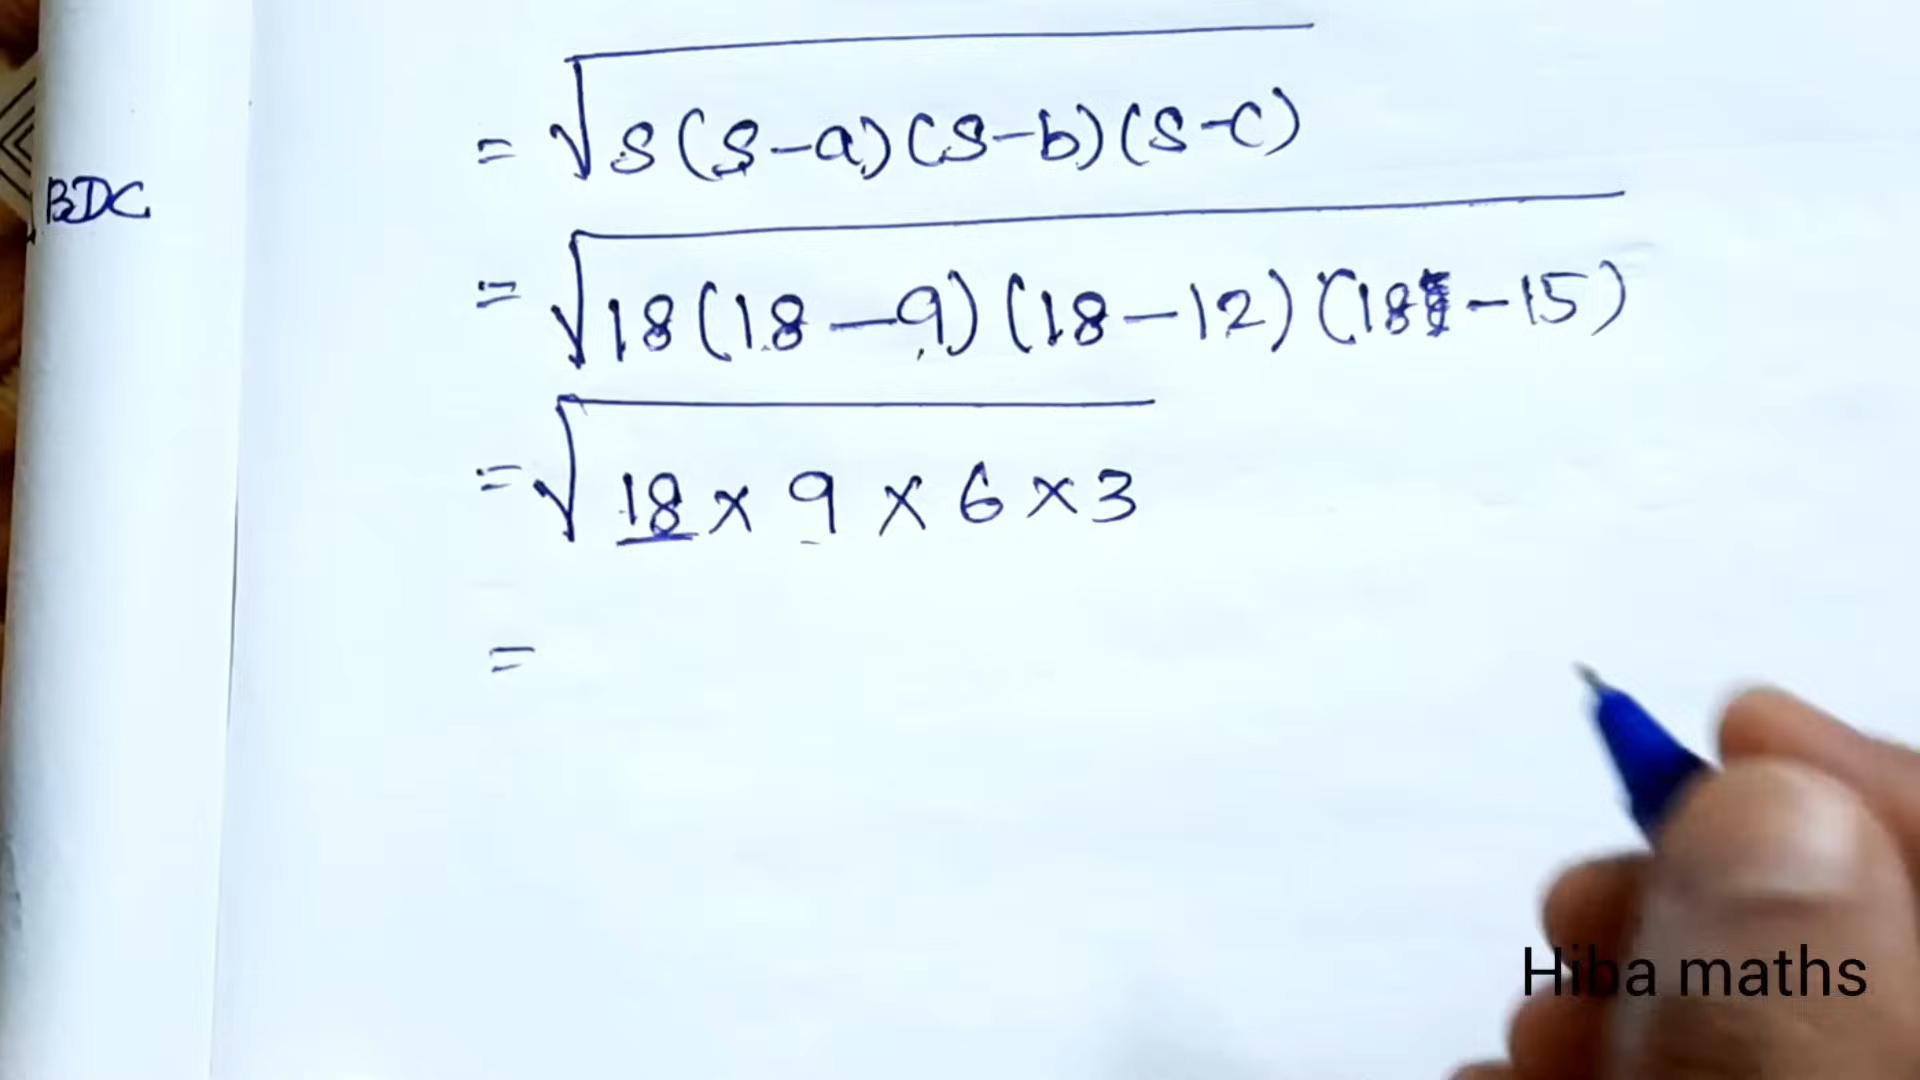 = √s(s-a)(s-b)(s-c)
BDC
= √18(18-9)(18-12)(18-15)
= √18 × 9 × 6 × 3
=
Hiba maths